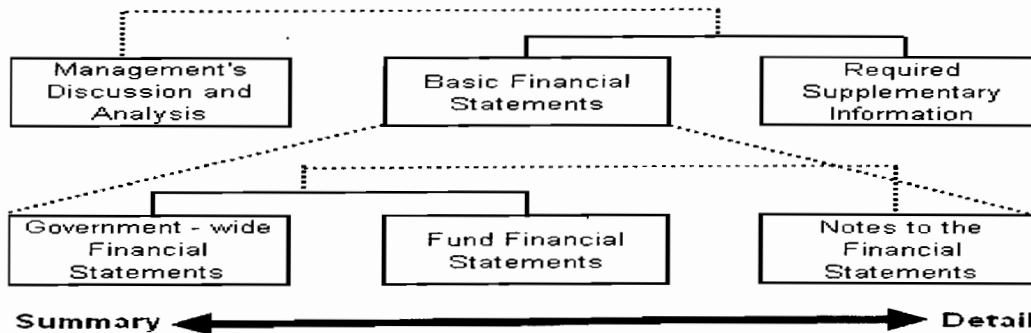 Management's
Discussion and
Analysis
Basic Financial
Statements
Required
Supplementary
Information
Government - wide
Financial
Statements
Fund Financial
Statements
Notes to the
Financial
Statements
Summary
Detail